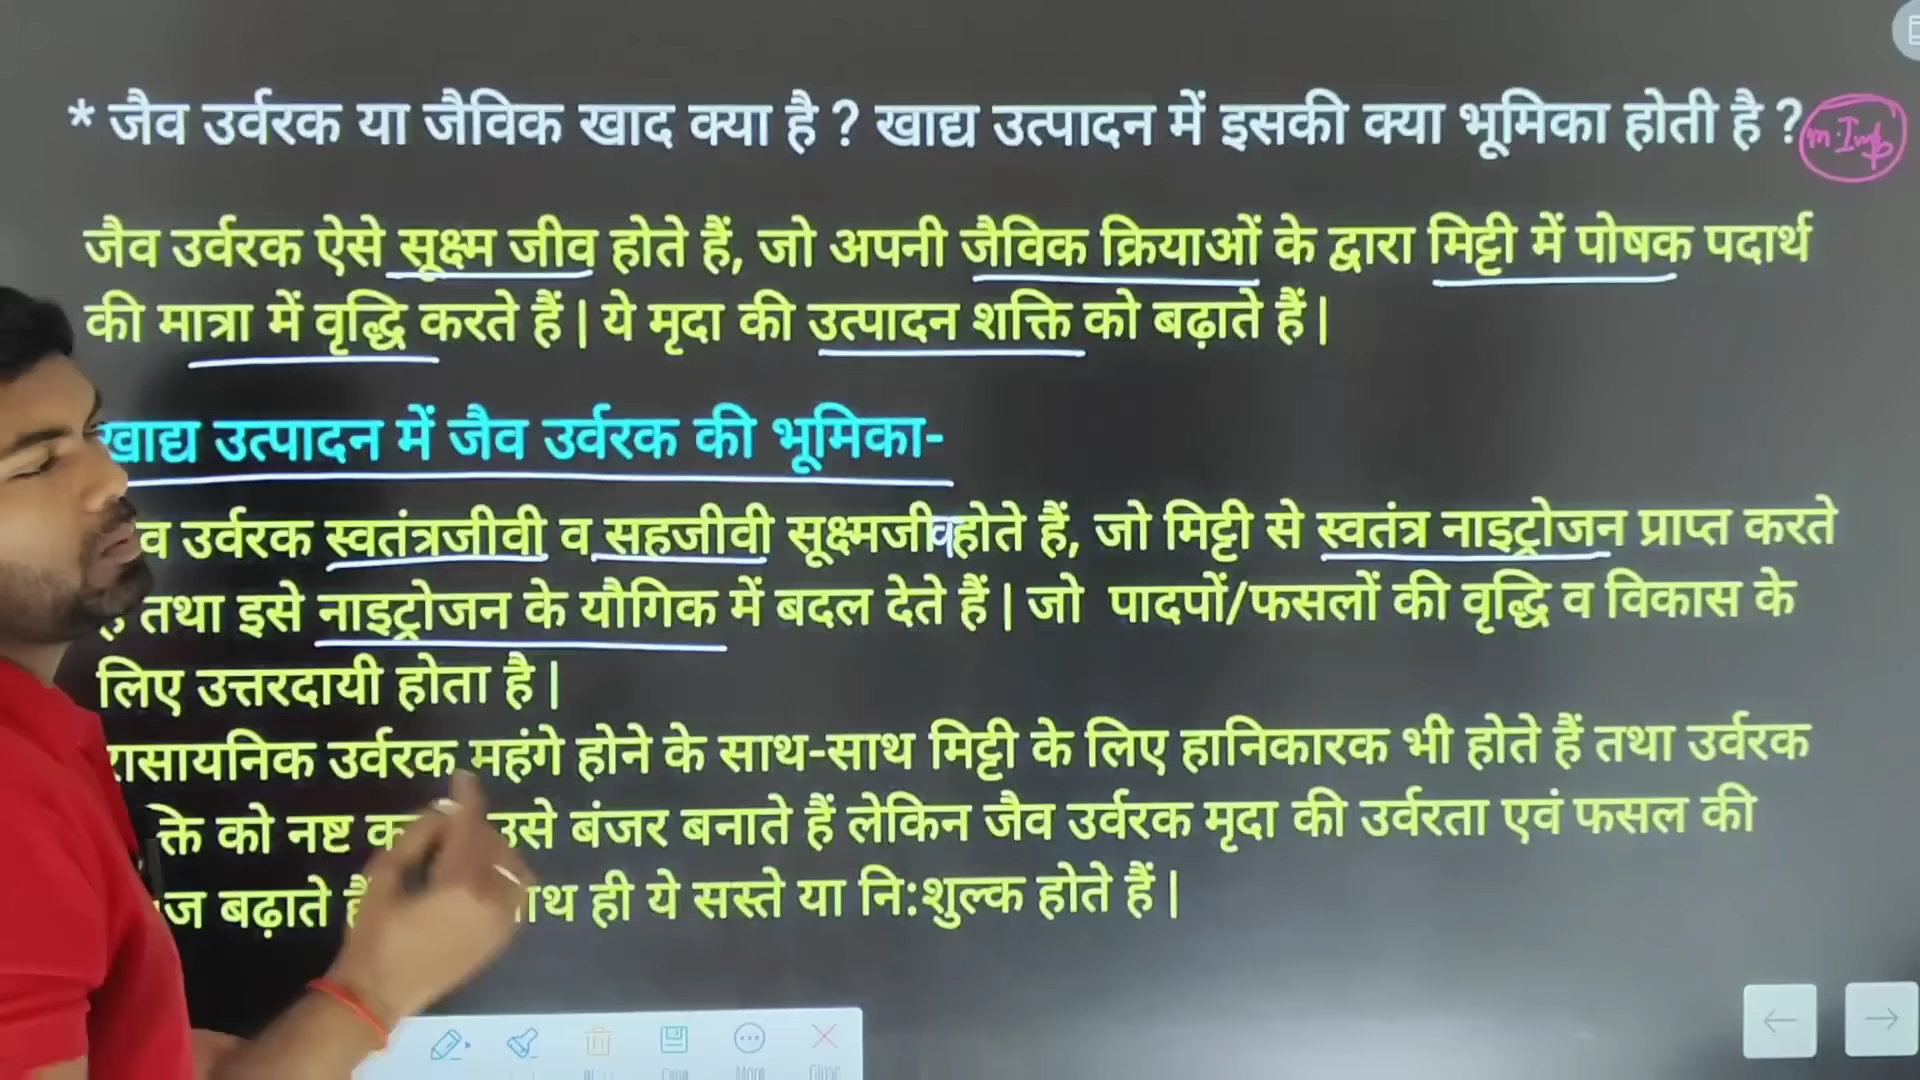 * जैव उर्वरक या जैविक खाद क्या है ? खाद्य उत्पादन में इसकी क्या भूमिका होती है ? m.Imp
जैव उर्वरक ऐसे सूक्ष्म जीव होते हैं, जो अपनी जैविक क्रियाओं के द्वारा मिट्टी में पोषक पदार्थ
की मात्रा में वृद्धि करते हैं | ये मृदा की उत्पादन शक्ति को बढ़ाते हैं |
खाद्य उत्पादन में जैव उर्वरक की भूमिका-
व उर्वरक स्वतंत्रजीवी व सहजीवी सूक्ष्मजीव होते हैं, जो मिट्टी से स्वतंत्र नाइट्रोजन प्राप्त करते
तथा इसे नाइट्रोजन के यौगिक में बदल देते हैं | जो पादपों/फसलों की वृद्धि व विकास के
लिए उत्तरदायी होता है |
रासायनिक उर्वरक महंगे होने के साथ-साथ मिट्टी के लिए हानिकारक भी होते हैं तथा उर्वरक
को नष्ट उसे बंजर बनाते हैं लेकिन जैव उर्वरक मृदा की उर्वरता एवं फसल की
बढ़ाते ही ये सस्ते या नि:शुल्क होते हैं |